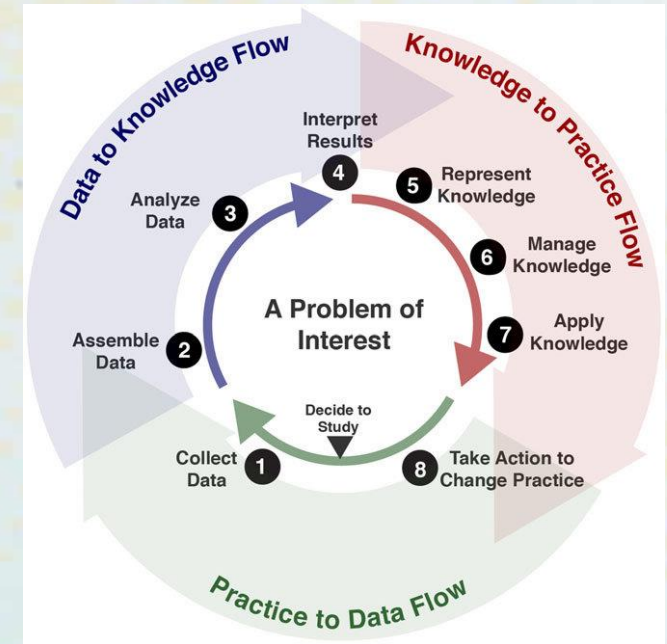 Data to Knowledge Flow
Knowledge to Practice Flow
Interpret
Results
4
5
Represent
Knowledge
Analyze
Data
3
6
Manage
Knowledge
A Problem of
Interest
7
Apply
Knowledge
Assemble
Data
2
Decide to
Study
Collect
Data
1
8
Take Action to
Change Practice
Practice to Data Flow